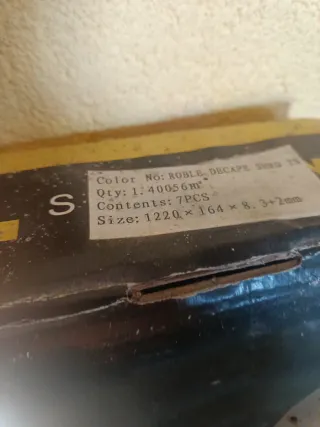 S
Color No: ROBLE DECAPE
Qty: 1.40056m²
Contents: 7PCS
Size: 1220×164×8.3+2mm